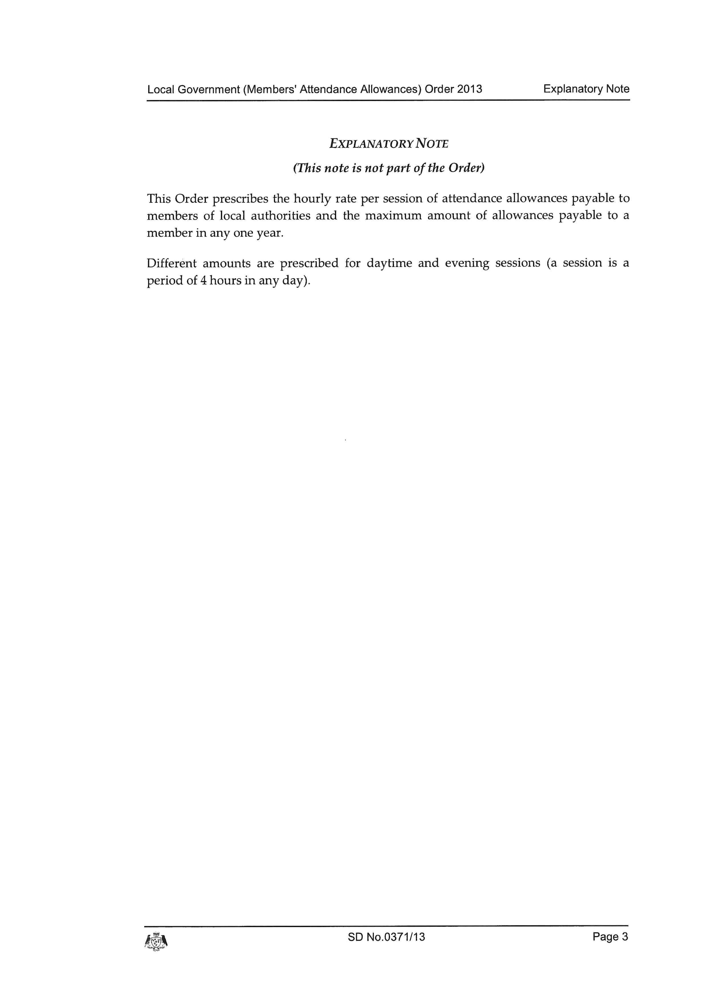 Local Government (Members' Attendance Allowances) Order 2013 Explanatory Note
EXPLANATORY NOTE
(This note is not part of the Order)
This Order prescribes the hourly rate per session of attendance allowances payable to
members of local authorities and the maximum amount of allowances payable to a
member in any one year.
Different amounts are prescribed for daytime and evening sessions (a session is a
period of 4 hours in any day).
SD No.0371/13 Page 3